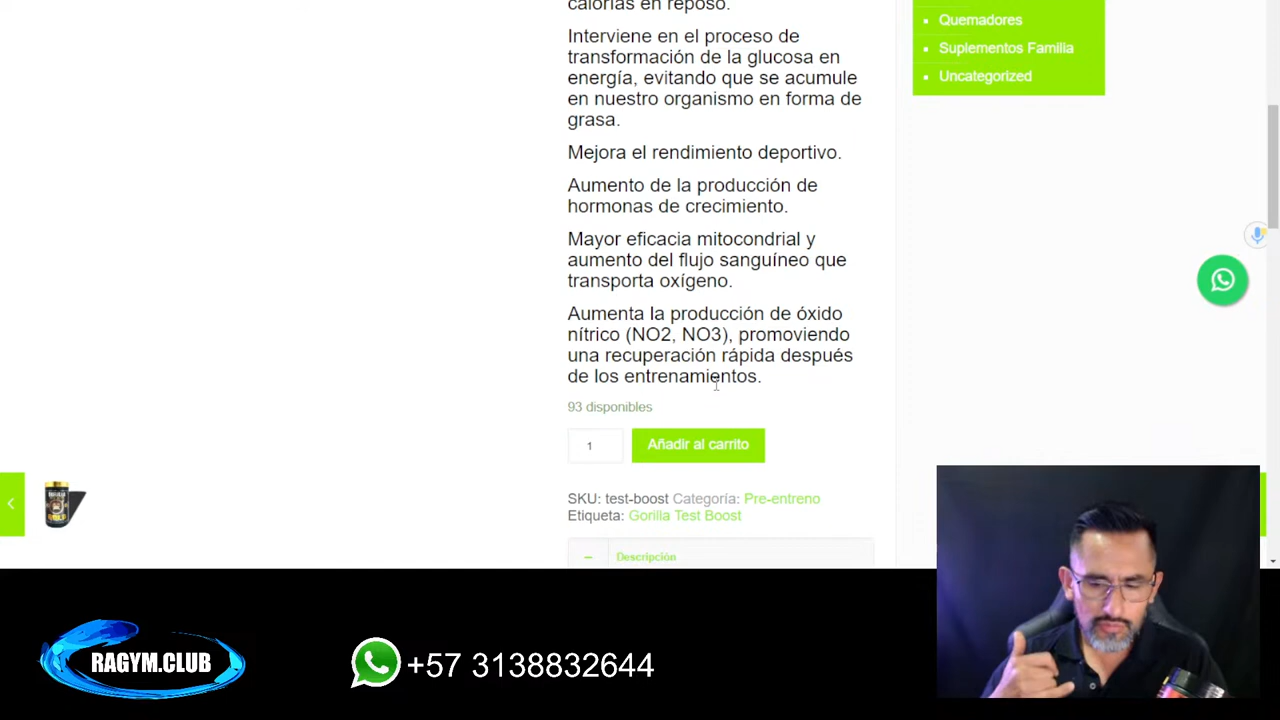 calorías en reposo.
Interviene en el proceso de
transformación de la glucosa en
energía, evitando que se acumule
en nuestro organismo en forma de
grasa.
Mejora el rendimiento deportivo.
Aumento de la producción de
hormonas de crecimiento.
Mayor eficacia mitocondrial y
aumento del flujo sanguíneo que
transporta oxígeno.
Aumenta la producción de óxido
nítrico (NO2, NO3), promoviendo
una recuperación rápida después
de los entrenamientos.
93 disponibles
1
Añadir al carrito
SKU: test-boost Categoría: Pre-entreno
Etiqueta: Gorilla Test Boost
Descripción
Quemadores
Suplementos Familia
Uncategorized
RAGYM.CLUB
+57 3138832644